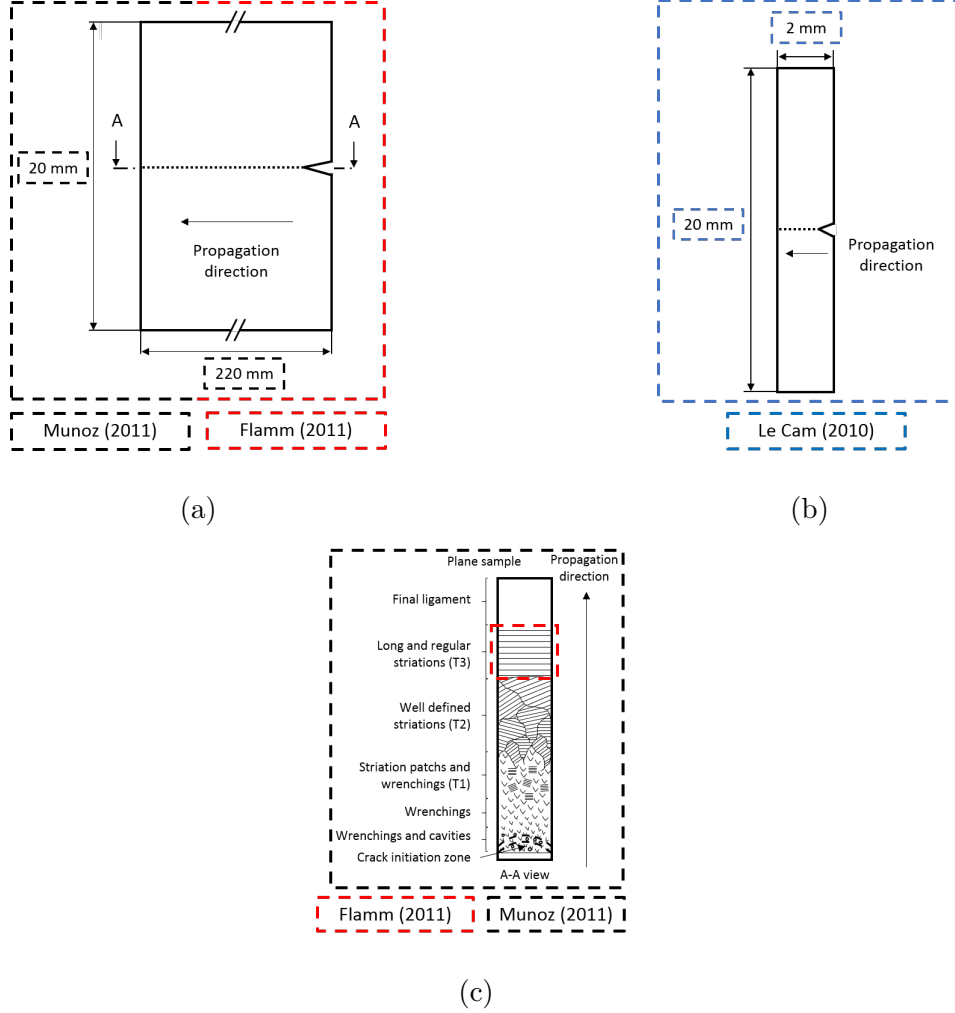 A
A
20 mm
Propagation
direction
220 mm
Munoz (2011)
Flamm (2011)
(a)
2 mm
20 mm
Propagation
direction
Le Cam (2010)
(b)
Plane sample
Propagation
direction
Final ligament
Long and regular
striations (T3)
Well defined
striations (T2)
Striation patchs and
wrenchings (T1)
Wrenchings
Wrenchings and cavities
Crack initiation zone
A-A view
Flamm (2011)
Munoz (2011)
(c)